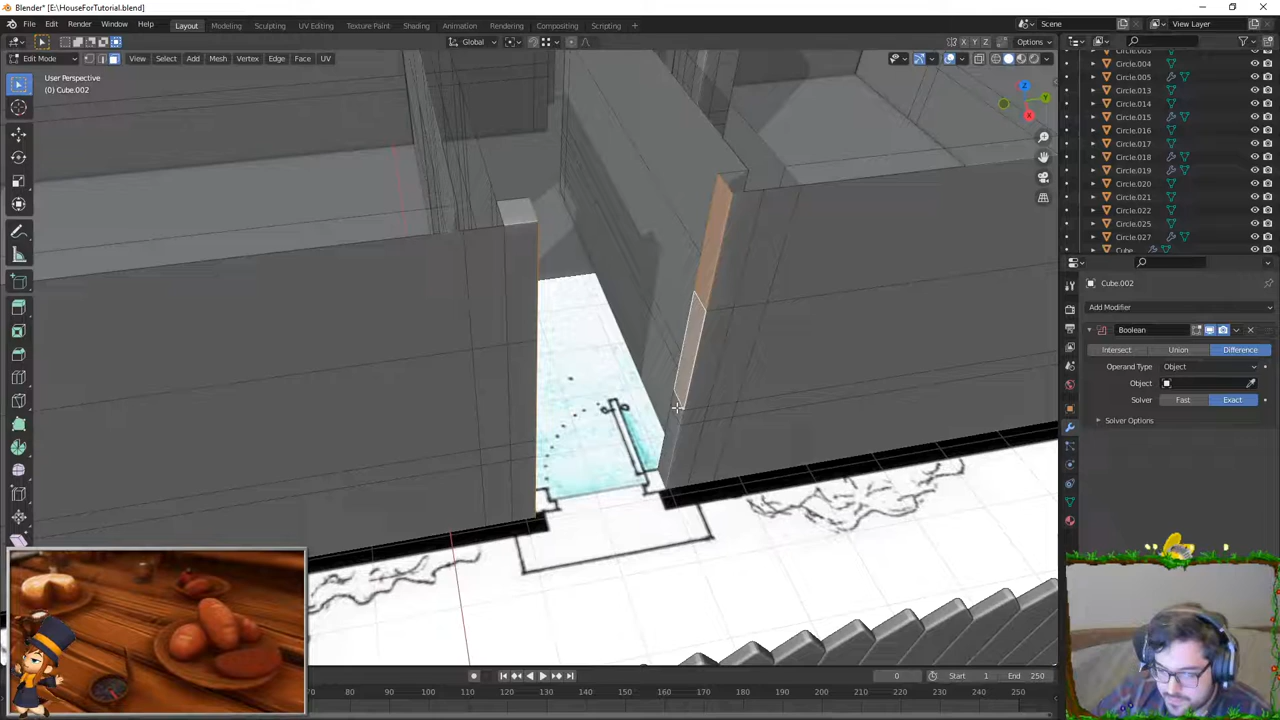 Blender* [E:\HouseForTutorial.blend]
File Edit Render Window Help Layout Modeling Sculpting UV Editing Texture Paint Shading Animation Rendering Compositing Scripting Scene View Layer
Global Options
Edit Mode View Select Add Mesh Vertex Edge Face UV X Y Z
User Perspective
(0) Cube.002
Z
Y
X
Circle.003
Circle.004
Circle.005
Circle.013
Circle.014
Circle.015
Circle.016
Circle.017
Circle.018
Circle.019
Circle.020
Circle.021
Circle.022
Circle.025
Circle.027
Cube
Cube.002
Add Modifier
Boolean
Intersect Union Difference
Operand Type Object
Object
Solver Fast Exact
Solver Options
0 Start 1 End 250
70 80 90 100 110 120 130 140 150 160 170 180 190 200 210 220 230 240 250